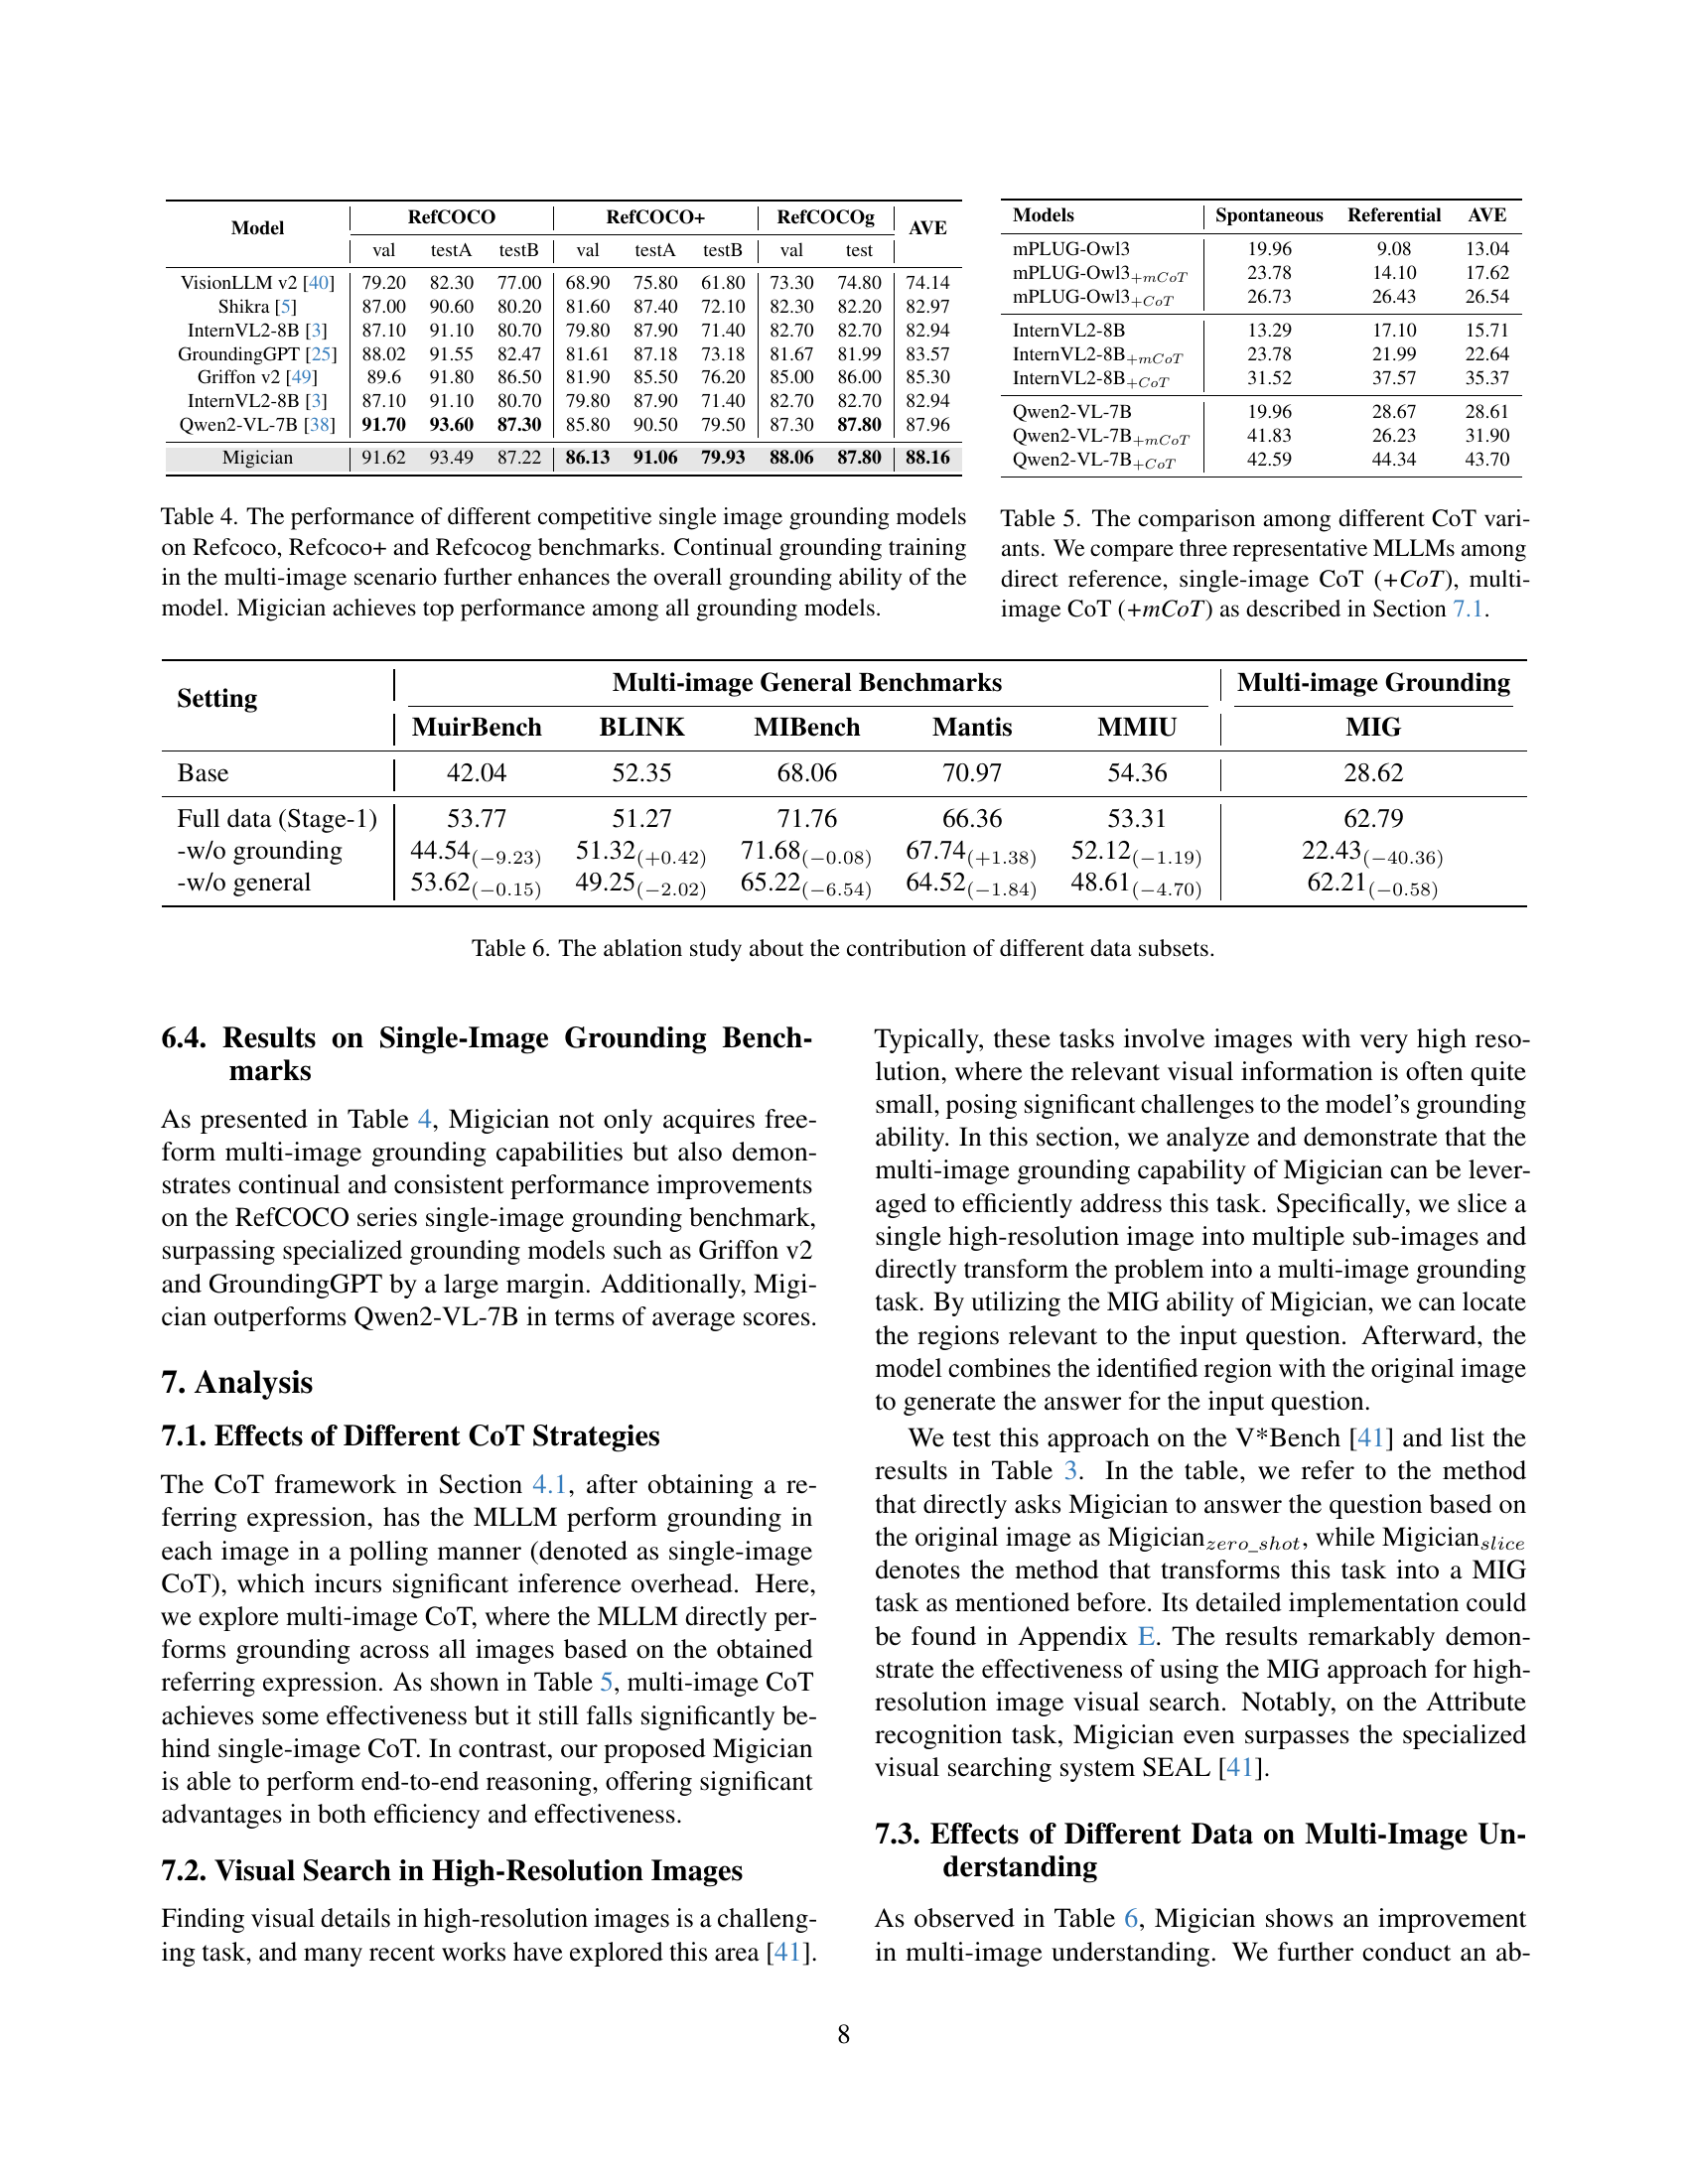 Model RefCOCO RefCOCO+ RefCOCOg AVE
val testA testB val testA testB val test
VisionLLM v2 [40] 79.20 82.30 77.00 68.90 75.80 61.80 73.30 74.80 74.14
Shikra [5] 87.00 90.60 80.20 81.60 87.40 72.10 82.30 82.20 82.97
InternVL2-8B [3] 87.10 91.10 80.70 79.80 87.90 71.40 82.70 82.70 82.94
GroundingGPT [25] 88.02 91.55 82.47 81.61 87.18 73.18 81.67 81.99 83.57
Griffon v2 [49] 89.6 91.80 86.50 81.90 85.50 76.20 85.00 86.00 85.30
InternVL2-8B [3] 87.10 91.10 80.70 79.80 87.90 71.40 82.70 82.70 82.94
Qwen2-VL-7B [38] 91.70 93.60 87.30 85.80 90.50 79.50 87.30 87.80 87.96
Migician 91.62 93.49 87.22 86.13 91.06 79.93 88.06 87.80 88.16
Table 4. The performance of different competitive single image grounding models
on Refcoco, Refcoco+ and Refcocog benchmarks. Continual grounding training
in the multi-image scenario further enhances the overall grounding ability of the
model. Migician achieves top performance among all grounding models.
Models Spontaneous Referential AVE
mPLUG-Owl3 19.96 9.08 13.04
mPLUG-Owl3+mCoT 23.78 14.10 17.62
mPLUG-Owl3+CoT 26.73 26.43 26.54
InternVL2-8B 13.29 17.10 15.71
InternVL2-8B+mCoT 23.78 21.99 22.64
InternVL2-8B+CoT 31.52 37.57 35.37
Qwen2-VL-7B 19.96 28.67 28.61
Qwen2-VL-7B+mCoT 41.83 26.23 31.90
Qwen2-VL-7B+CoT 42.59 44.34 43.70
Table 5. The comparison among different CoT vari-
ants. We compare three representative MLLMs among
direct reference, single-image CoT (+CoT), multi-
image CoT (+mCoT) as described in Section 7.1.
Setting Multi-image General Benchmarks Multi-image Grounding
MuirBench BLINK MIBench Mantis MMIU MIG
Base 42.04 52.35 68.06 70.97 54.36 28.62
Full data (Stage-1) 53.77 51.27 71.76 66.36 53.31 62.79
-w/o grounding 44.54(−9.23) 51.32(+0.42) 71.68(−0.08) 67.74(+1.38) 52.12(−1.19) 22.43(−40.36)
-w/o general 53.62(−0.15) 49.25(−2.02) 65.22(−6.54) 64.52(−1.84) 48.61(−4.70) 62.21(−0.58)
Table 6. The ablation study about the contribution of different data subsets.
6.4. Results on Single-Image Grounding Bench-
marks
As presented in Table 4, Migician not only acquires free-
form multi-image grounding capabilities but also demon-
strates continual and consistent performance improvements
on the RefCOCO series single-image grounding benchmark,
surpassing specialized grounding models such as Griffon v2
and GroundingGPT by a large margin. Additionally, Migi-
cian outperforms Qwen2-VL-7B in terms of average scores.
7. Analysis
7.1. Effects of Different CoT Strategies
The CoT framework in Section 4.1, after obtaining a re-
ferring expression, has the MLLM perform grounding in
each image in a polling manner (denoted as single-image
CoT), which incurs significant inference overhead. Here,
we explore multi-image CoT, where the MLLM directly per-
forms grounding across all images based on the obtained
referring expression. As shown in Table 5, multi-image CoT
achieves some effectiveness but it still falls significantly be-
hind single-image CoT. In contrast, our proposed Migician
is able to perform end-to-end reasoning, offering significant
advantages in both efficiency and effectiveness.
7.2. Visual Search in High-Resolution Images
Finding visual details in high-resolution images is a challeng-
ing task, and many recent works have explored this area [41].
Typically, these tasks involve images with very high reso-
lution, where the relevant visual information is often quite
small, posing significant challenges to the model's grounding
ability. In this section, we analyze and demonstrate that the
multi-image grounding capability of Migician can be lever-
aged to efficiently address this task. Specifically, we slice a
single high-resolution image into multiple sub-images and
directly transform the problem into a multi-image grounding
task. By utilizing the MIG ability of Migician, we can locate
the regions relevant to the input question. Afterward, the
model combines the identified region with the original image
to generate the answer for the input question.
We test this approach on the V*Bench [41] and list the
results in Table 3. In the table, we refer to the method
that directly asks Migician to answer the question based on
the original image as Migician zero_shot, while Migician slice
denotes the method that transforms this task into a MIG
task as mentioned before. Its detailed implementation could
be found in Appendix E. The results remarkably demon-
strate the effectiveness of using the MIG approach for high-
resolution image visual search. Notably, on the Attribute
recognition task, Migician even surpasses the specialized
visual searching system SEAL [41].
7.3. Effects of Different Data on Multi-Image Un-
derstanding
As observed in Table 6, Migician shows an improvement
in multi-image understanding. We further conduct an ab-
8